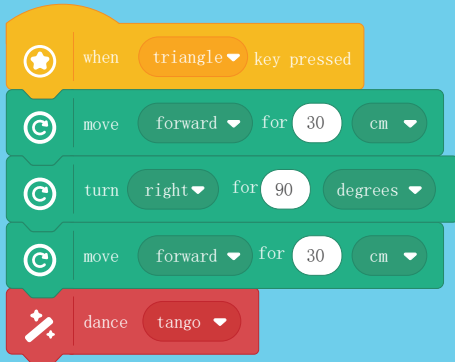 when triangle key pressed
move forward for 30 cm
turn right for 90 degrees
move forward for 30 cm
dance tango